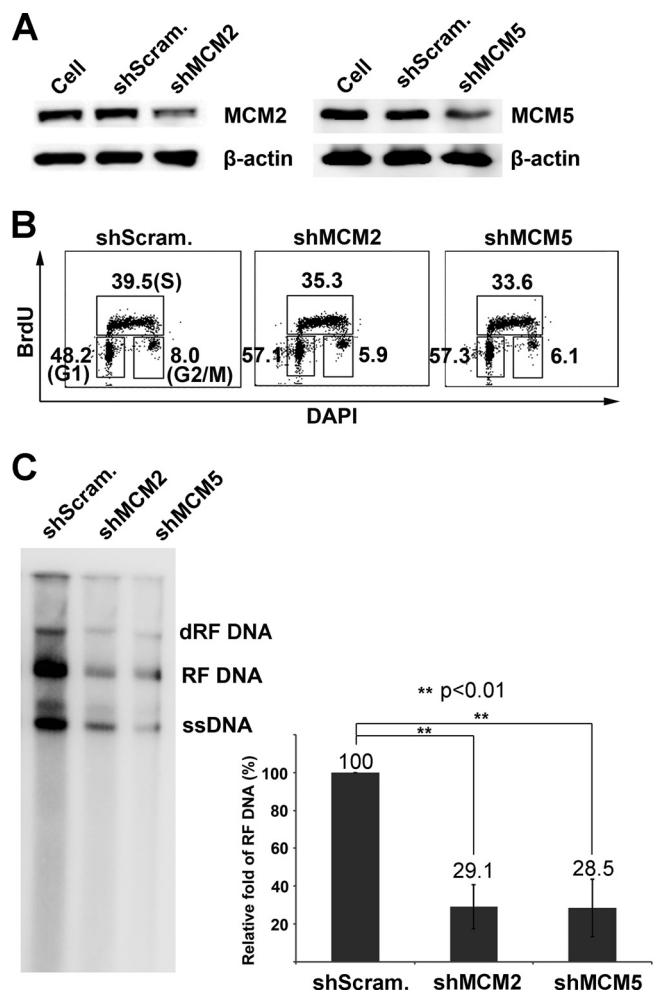 A
Cell shScram. shMCM2
MCM2
β-actin
Cell shScram. shMCM5
MCM5
β-actin
B
shScram. shMCM2 shMCM5
39.5(S) 35.3 33.6
BrdU
48.2 8.0 57.1 5.9 57.3 6.1
(G1) (G2/M)
DAPI
C
shScram. shMCM2 shMCM5
dRF DNA
RF DNA
ssDNA
** p<0.01
**
**
Relative fold of RF DNA (%)
100
80
60
40
20
100
29.1
28.5
shScram. shMCM2 shMCM5